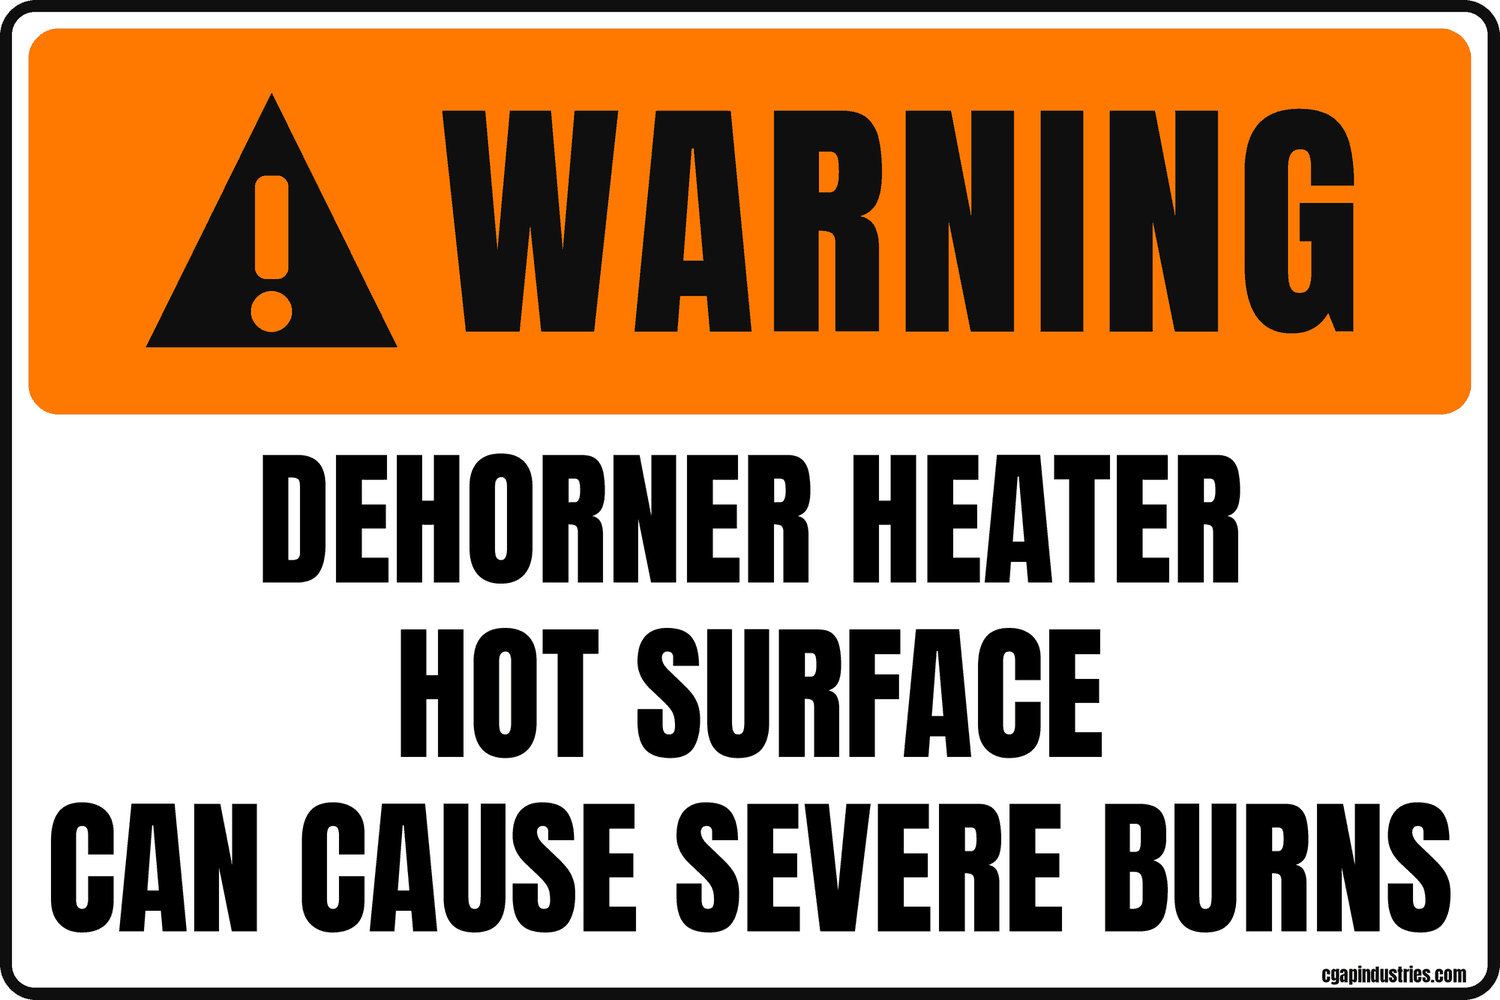 WARNING
DEHORNER HEATER
HOT SURFACE
CAN CAUSE SEVERE BURNS
cgapindustries.com